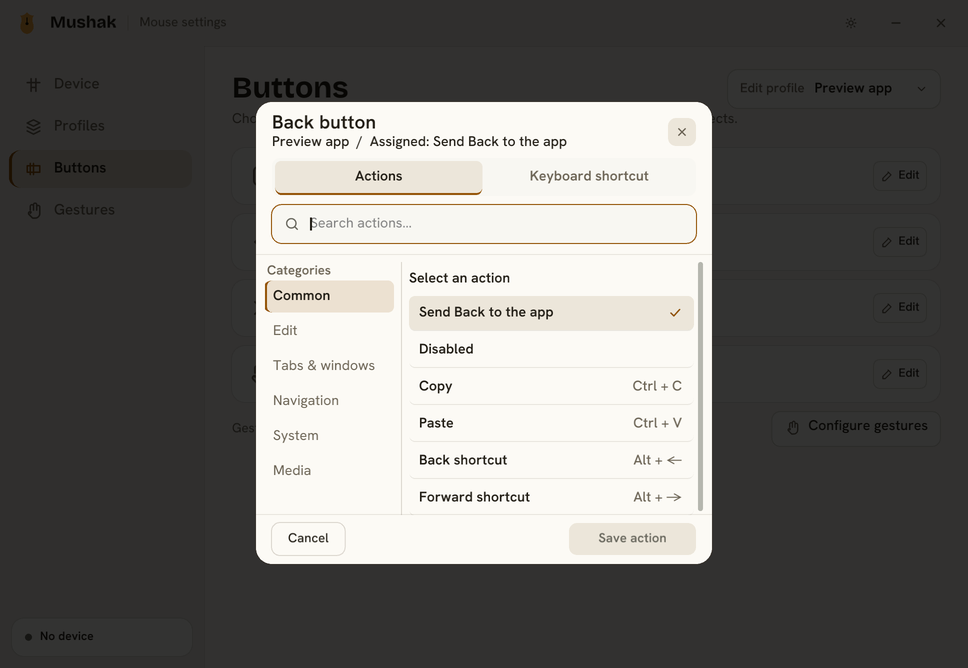 Mushak
Mouse settings
Device
Profiles
Buttons
Gestures
No device
Buttons
Edit profile Preview app
Edit
Edit
Edit
Edit
Configure gestures
Back button
Preview app / Assigned: Send Back to the app
Actions
Keyboard shortcut
Search actions...
Categories
Common
Edit
Tabs & windows
Navigation
System
Media
Select an action
Send Back to the app
Disabled
Copy Ctrl + C
Paste Ctrl + V
Back shortcut Alt + ←
Forward shortcut Alt + →
Cancel
Save action